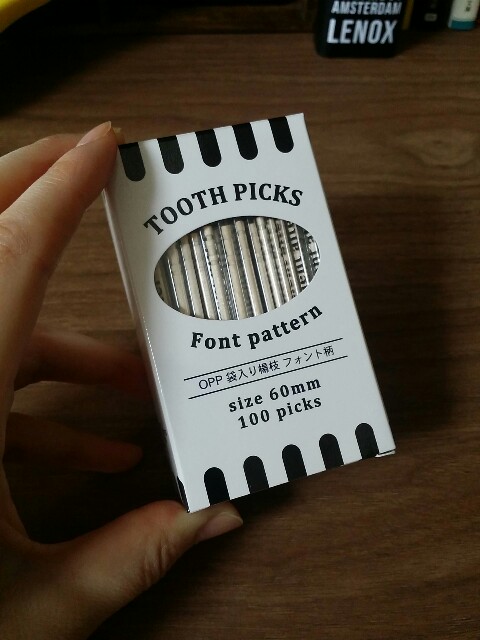 AMSTERDAM
LENOX
TOOTH PICKS
Font pattern
OPP 袋入り楊枝 フォント柄
size 60mm
100 picks